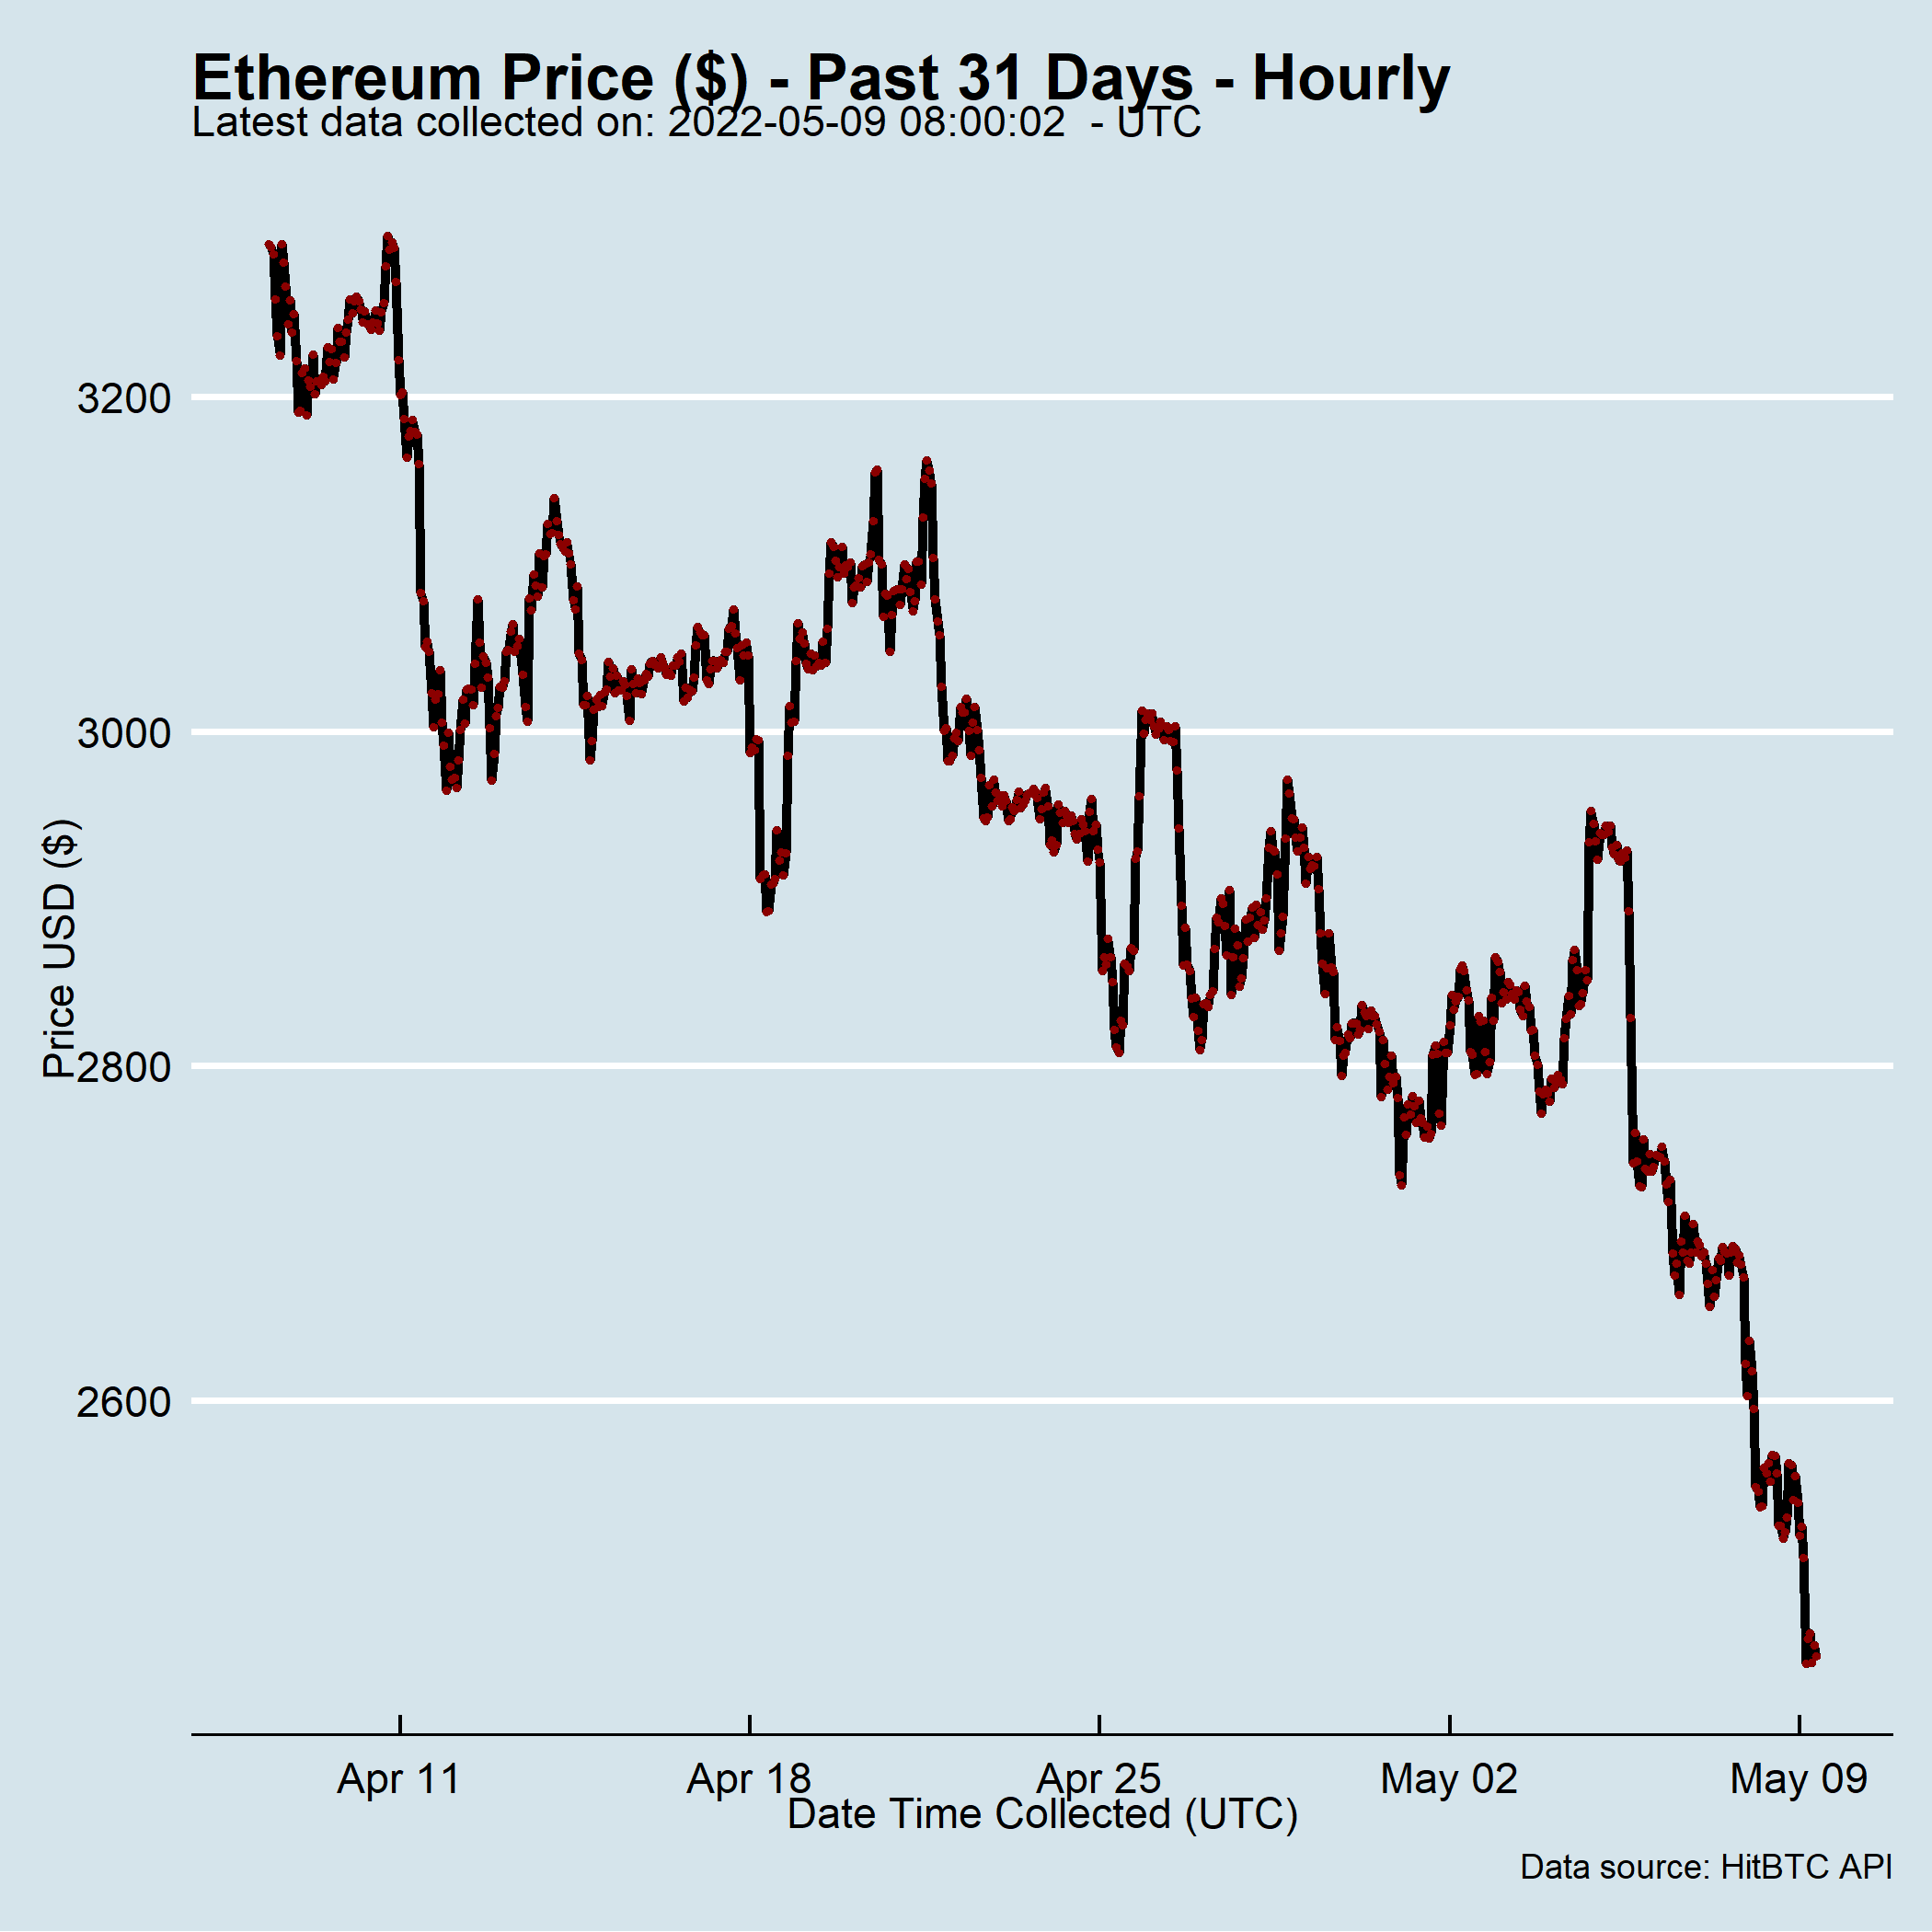 Ethereum Price ($) - Past 31 Days - Hourly
Latest data collected on: 2022-05-09 08:00:02  - UTC
Price USD ($)
3200
3000
2800
2600
Apr 11
Apr 18
Apr 25
May 02
May 09
Date Time Collected (UTC)
Data source: HitBTC API